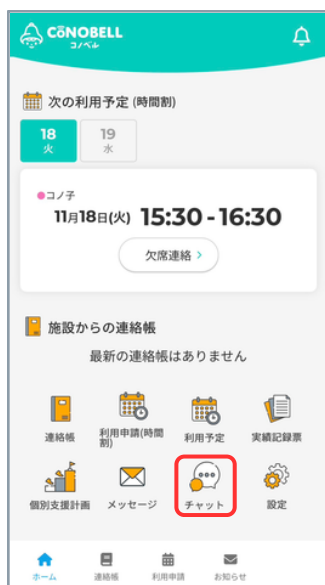 CONOBELL
コノベル
次の利用予定 (時間割)
18 19
火 水
コノ子
11月18日(火) 15:30 - 16:30
欠席連絡 >
施設からの連絡帳
最新の連絡帳はありません
連絡帳 利用申請(時間割) 利用予定 実績記録票
個別支援計画 メッセージ チャット 設定
ホーム 連絡帳 利用申請 お知らせ